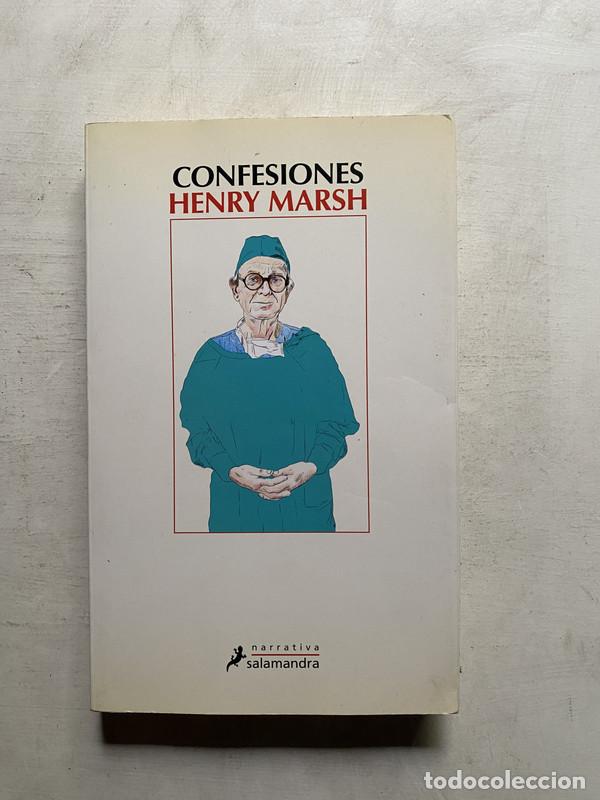 CONFESIONES
HENRY MARSH
narrativa
salamandra
todocoleccion